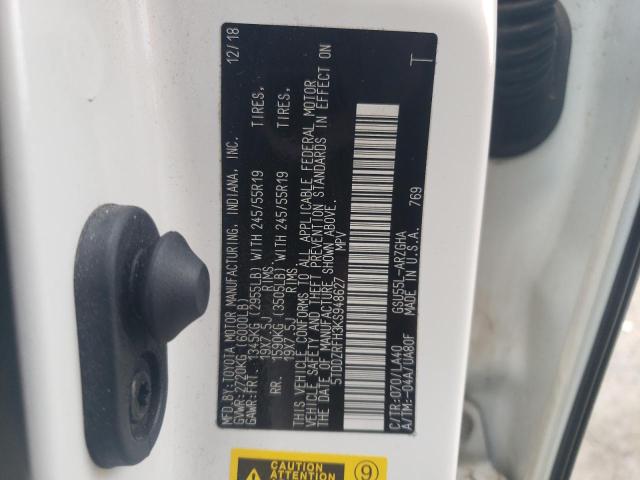 MFD.BY:TOYOTA MOTOR MANUFACTURING, INDIANA, INC. 12/18
GVWR:2720KG(6000LB)
GAWR:FRT. 1345KG(2955LB) WITH 245/55R19 TIRES,
19X7.5J RIMS
RR. 1590KG(3505LB) WITH 245/55R19 TIRES,
19X7.5J RIMS
THIS VEHICLE CONFORMS TO ALL APPLICABLE FEDERAL MOTOR
VEHICLE SAFETY AND THEFT PREVENTION STANDARDS IN EFFECT ON
THE DATE OF MANUFACTURE SHOWN ABOVE.
5TDDZRFH3KS948627 MPV
C/TR:070/LA40 GSU55L-ARZGHA
A/TM:-04A/UA80F MADE IN U.S.A. 769
T
CAUTION
ATTENTION
9